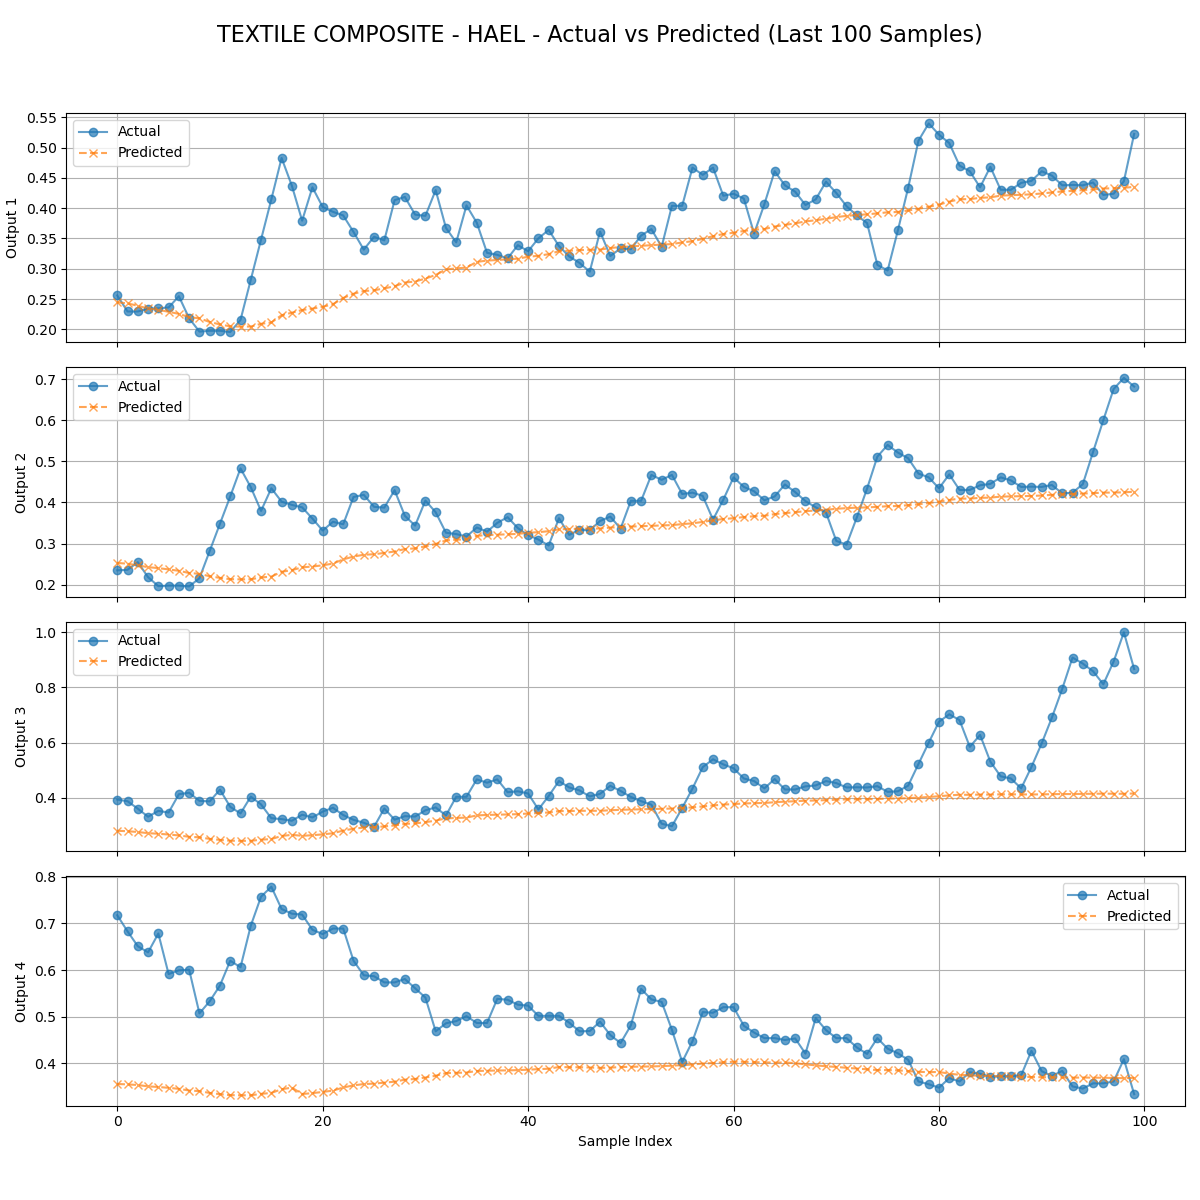 TEXTILE COMPOSITE - HAEL - Actual vs Predicted (Last 100 Samples)
Output 1
0.55
0.50
0.45
0.40
0.35
0.30
0.25
0.20
Actual
Predicted
Output 2
0.7
0.6
0.5
0.4
0.3
0.2
Actual
Predicted
Output 3
1.0
0.8
0.6
0.4
Actual
Predicted
Output 4
0.8
0.7
0.6
0.5
0.4
Actual
Predicted
0 20 40 60 80 100
Sample Index